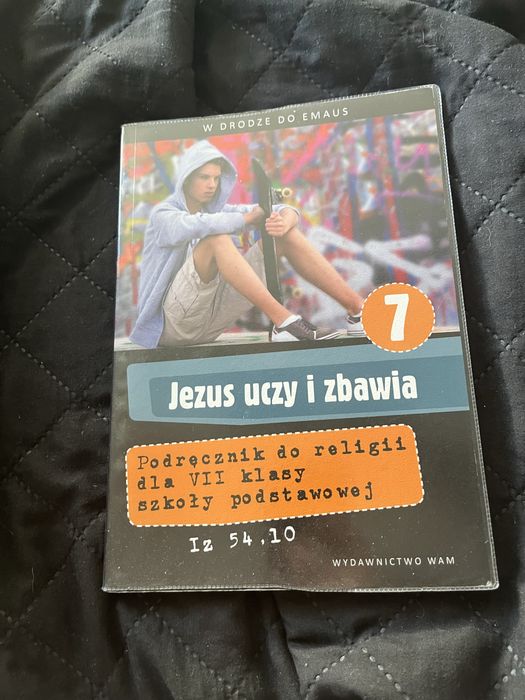 W DRODZE DO EMAUS
7
Jezus uczy i zbawia
Podręcznik do religii
dla VII klasy
szkoły podstawowej
Iz 54,10
WYDAWNICTWO WAM